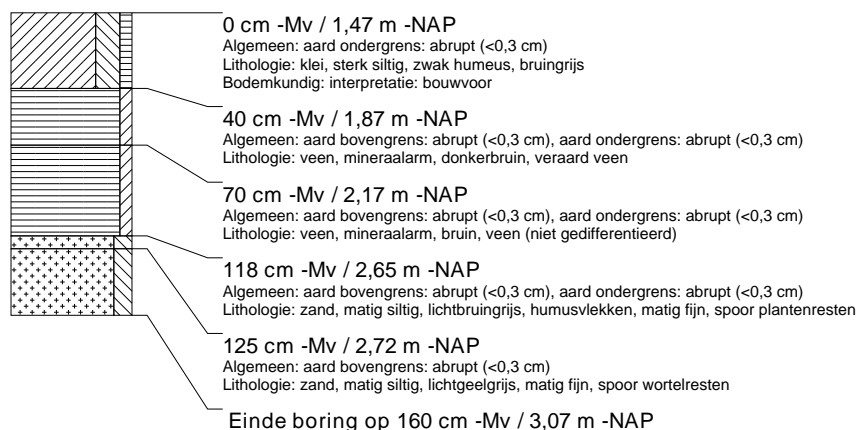 0 cm -Mv / 1,47 m -NAP
Algemeen: aard ondergrens: abrupt (<0,3 cm)
Lithologie: klei, sterk siltig, zwak humeus, bruingrijs
Bodemkundig: interpretatie: bouwvoor
40 cm -Mv / 1,87 m -NAP
Algemeen: aard bovengrens: abrupt (<0,3 cm), aard ondergrens: abrupt (<0,3 cm)
Lithologie: veen, mineraalarm, donkerbruin, veraard veen
70 cm -Mv / 2,17 m -NAP
Algemeen: aard bovengrens: abrupt (<0,3 cm), aard ondergrens: abrupt (<0,3 cm)
Lithologie: veen, mineraalarm, bruin, veen (niet gedifferentieerd)
118 cm -Mv / 2,65 m -NAP
Algemeen: aard bovengrens: abrupt (<0,3 cm), aard ondergrens: abrupt (<0,3 cm)
Lithologie: zand, matig siltig, lichtbruingrijs, humusvlekken, matig fijn, spoor plantenresten
125 cm -Mv / 2,72 m -NAP
Algemeen: aard bovengrens: abrupt (<0,3 cm)
Lithologie: zand, matig siltig, lichtgeelgrijs, matig fijn, spoor wortelresten
Einde boring op 160 cm -Mv / 3,07 m -NAP